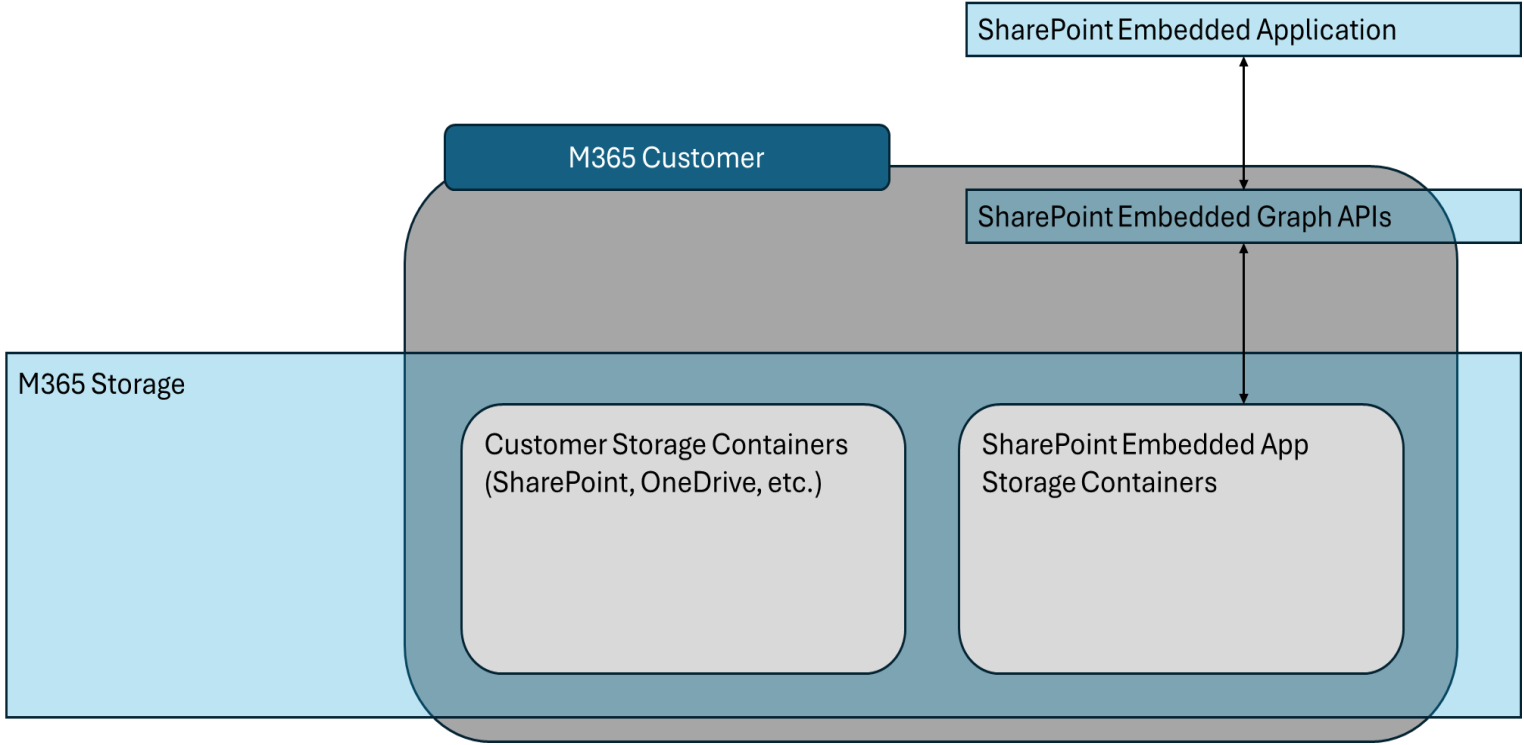 SharePoint Embedded Application
M365 Customer
SharePoint Embedded Graph APIs
M365 Storage
Customer Storage Containers
(SharePoint, OneDrive, etc.)
SharePoint Embedded App
Storage Containers